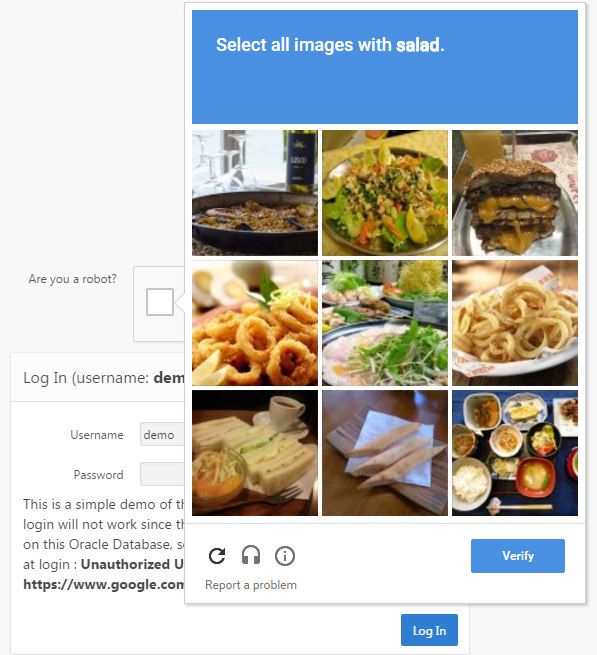 Select all images with salad.
Are you a robot?
Log In (username: dem
Username
demo
Password
This is a simple demo of th
login will not work since th
on this Oracle Database, s
at login : Unauthorized U
https://www.google.com
Verify
Report a problem
Log In